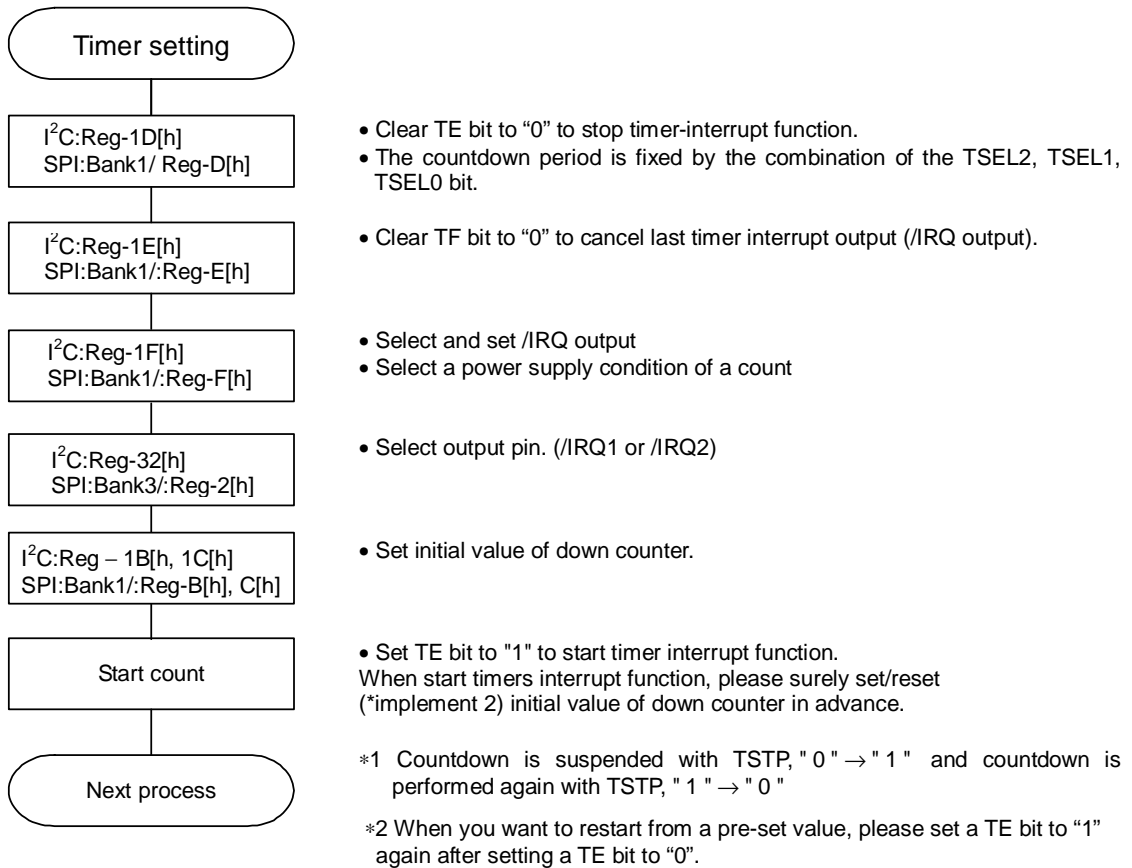 Timer setting
I²C:Reg-1D[h]
SPI:Bank1/ Reg-D[h]
• Clear TE bit to “0” to stop timer-interrupt function.
• The countdown period is fixed by the combination of the TSEL2, TSEL1,
TSEL0 bit.
I²C:Reg-1E[h]
SPI:Bank1/:Reg-E[h]
• Clear TF bit to “0” to cancel last timer interrupt output (/IRQ output).
I²C:Reg-1F[h]
SPI:Bank1/:Reg-F[h]
• Select and set /IRQ output
• Select a power supply condition of a count
I²C:Reg-32[h]
SPI:Bank3/:Reg-2[h]
• Select output pin. (/IRQ1 or /IRQ2)
I²C:Reg – 1B[h, 1C[h]
SPI:Bank1/:Reg-B[h], C[h]
• Set initial value of down counter.
Start count
• Set TE bit to "1" to start timer interrupt function.
When start timers interrupt function, please surely set/reset
(*implement 2) initial value of down counter in advance.
Next process
*1 Countdown is suspended with TSTP, " 0 " → " 1 " and countdown is
performed again with TSTP, " 1 " → " 0 "
*2 When you want to restart from a pre-set value, please set a TE bit to “1”
again after setting a TE bit to “0”.